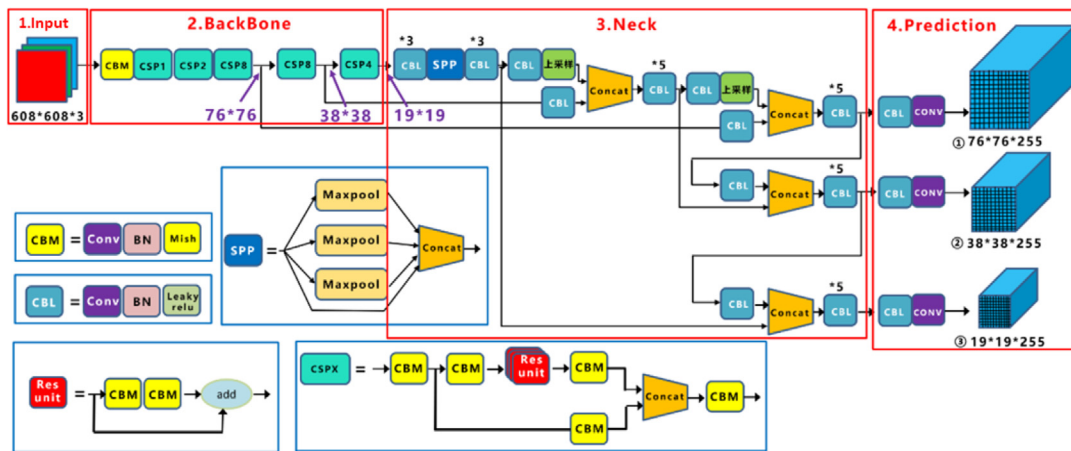 1.Input
2.BackBone
3.Neck
4.Prediction
608*608*3
CBM
CSP1
CSP2
CSP8
CSP8
CSP4
76*76
38*38
19*19
*3
CBL
SPP
*3
CBL
CBL
上采样
CBL
Concat
*5
CBL
CBL
上采样
CBL
Concat
*5
CBL
CBL
CONV
① 76*76*255
CBL
Concat
*5
CBL
CBL
CONV
② 38*38*255
CBL
Concat
*5
CBL
CBL
CONV
③ 19*19*255
CBM = Conv BN Mish
CBL = Conv BN Leaky
relu
SPP =
Maxpool
Maxpool
Maxpool
Concat
Res
unit
=
CBM CBM
add
CSPX =
CBM
CBM
Res
unit
CBM
CBM
Concat
CBM